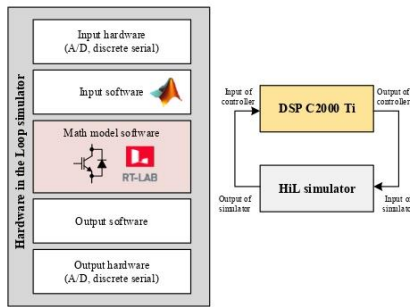 Hardware in the Loop simulator
Input hardware
(A/D, discrete serial)
Input software
Math model software
RT-LAB
Output software
Output hardware
(A/D, discrete serial)
Input of
controller
DSP C2000 Ti
Output of
controller
Output of
simulator
HiL simulator
Input of
simulator